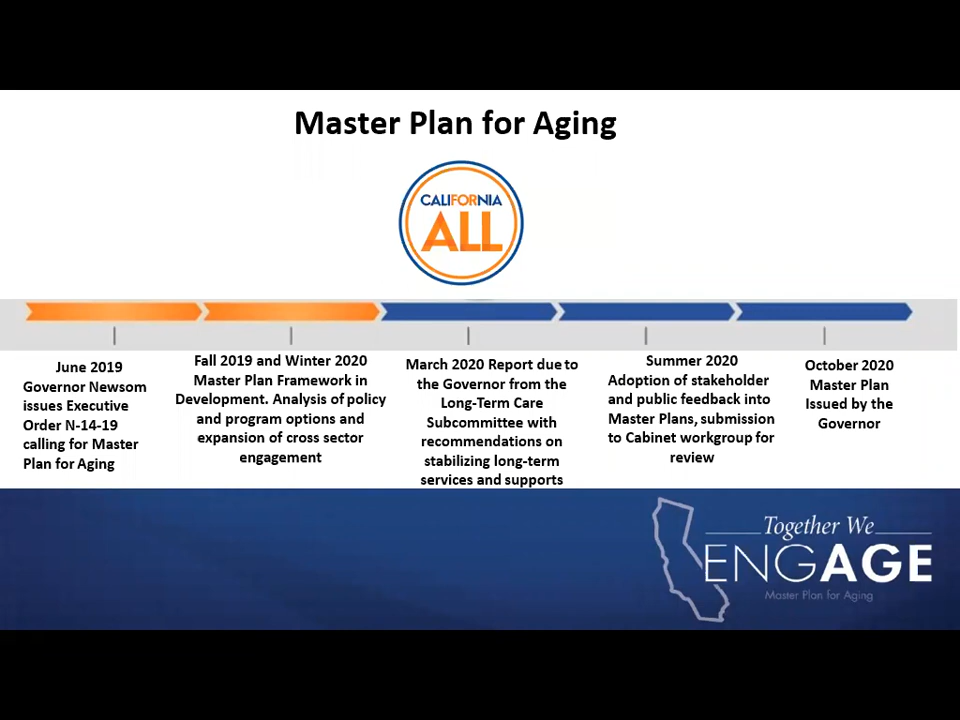 Master Plan for Aging
CALIFORNIA
ALL
June 2019
Governor Newsom
issues Executive
Order N-14-19
calling for Master
Plan for Aging
Fall 2019 and Winter 2020
Master Plan Framework in
Development. Analysis of policy
and program options and
expansion of cross sector
engagement
March 2020 Report due to
the Governor from the
Long-Term Care
Subcommittee with
recommendations on
stabilizing long-term
services and supports
Summer 2020
Adoption of stakeholder
and public feedback into
Master Plans, submission
to Cabinet workgroup for
review
October 2020
Master Plan
Issued by the
Governor
Together We
ENGAGE
Master Plan for Aging